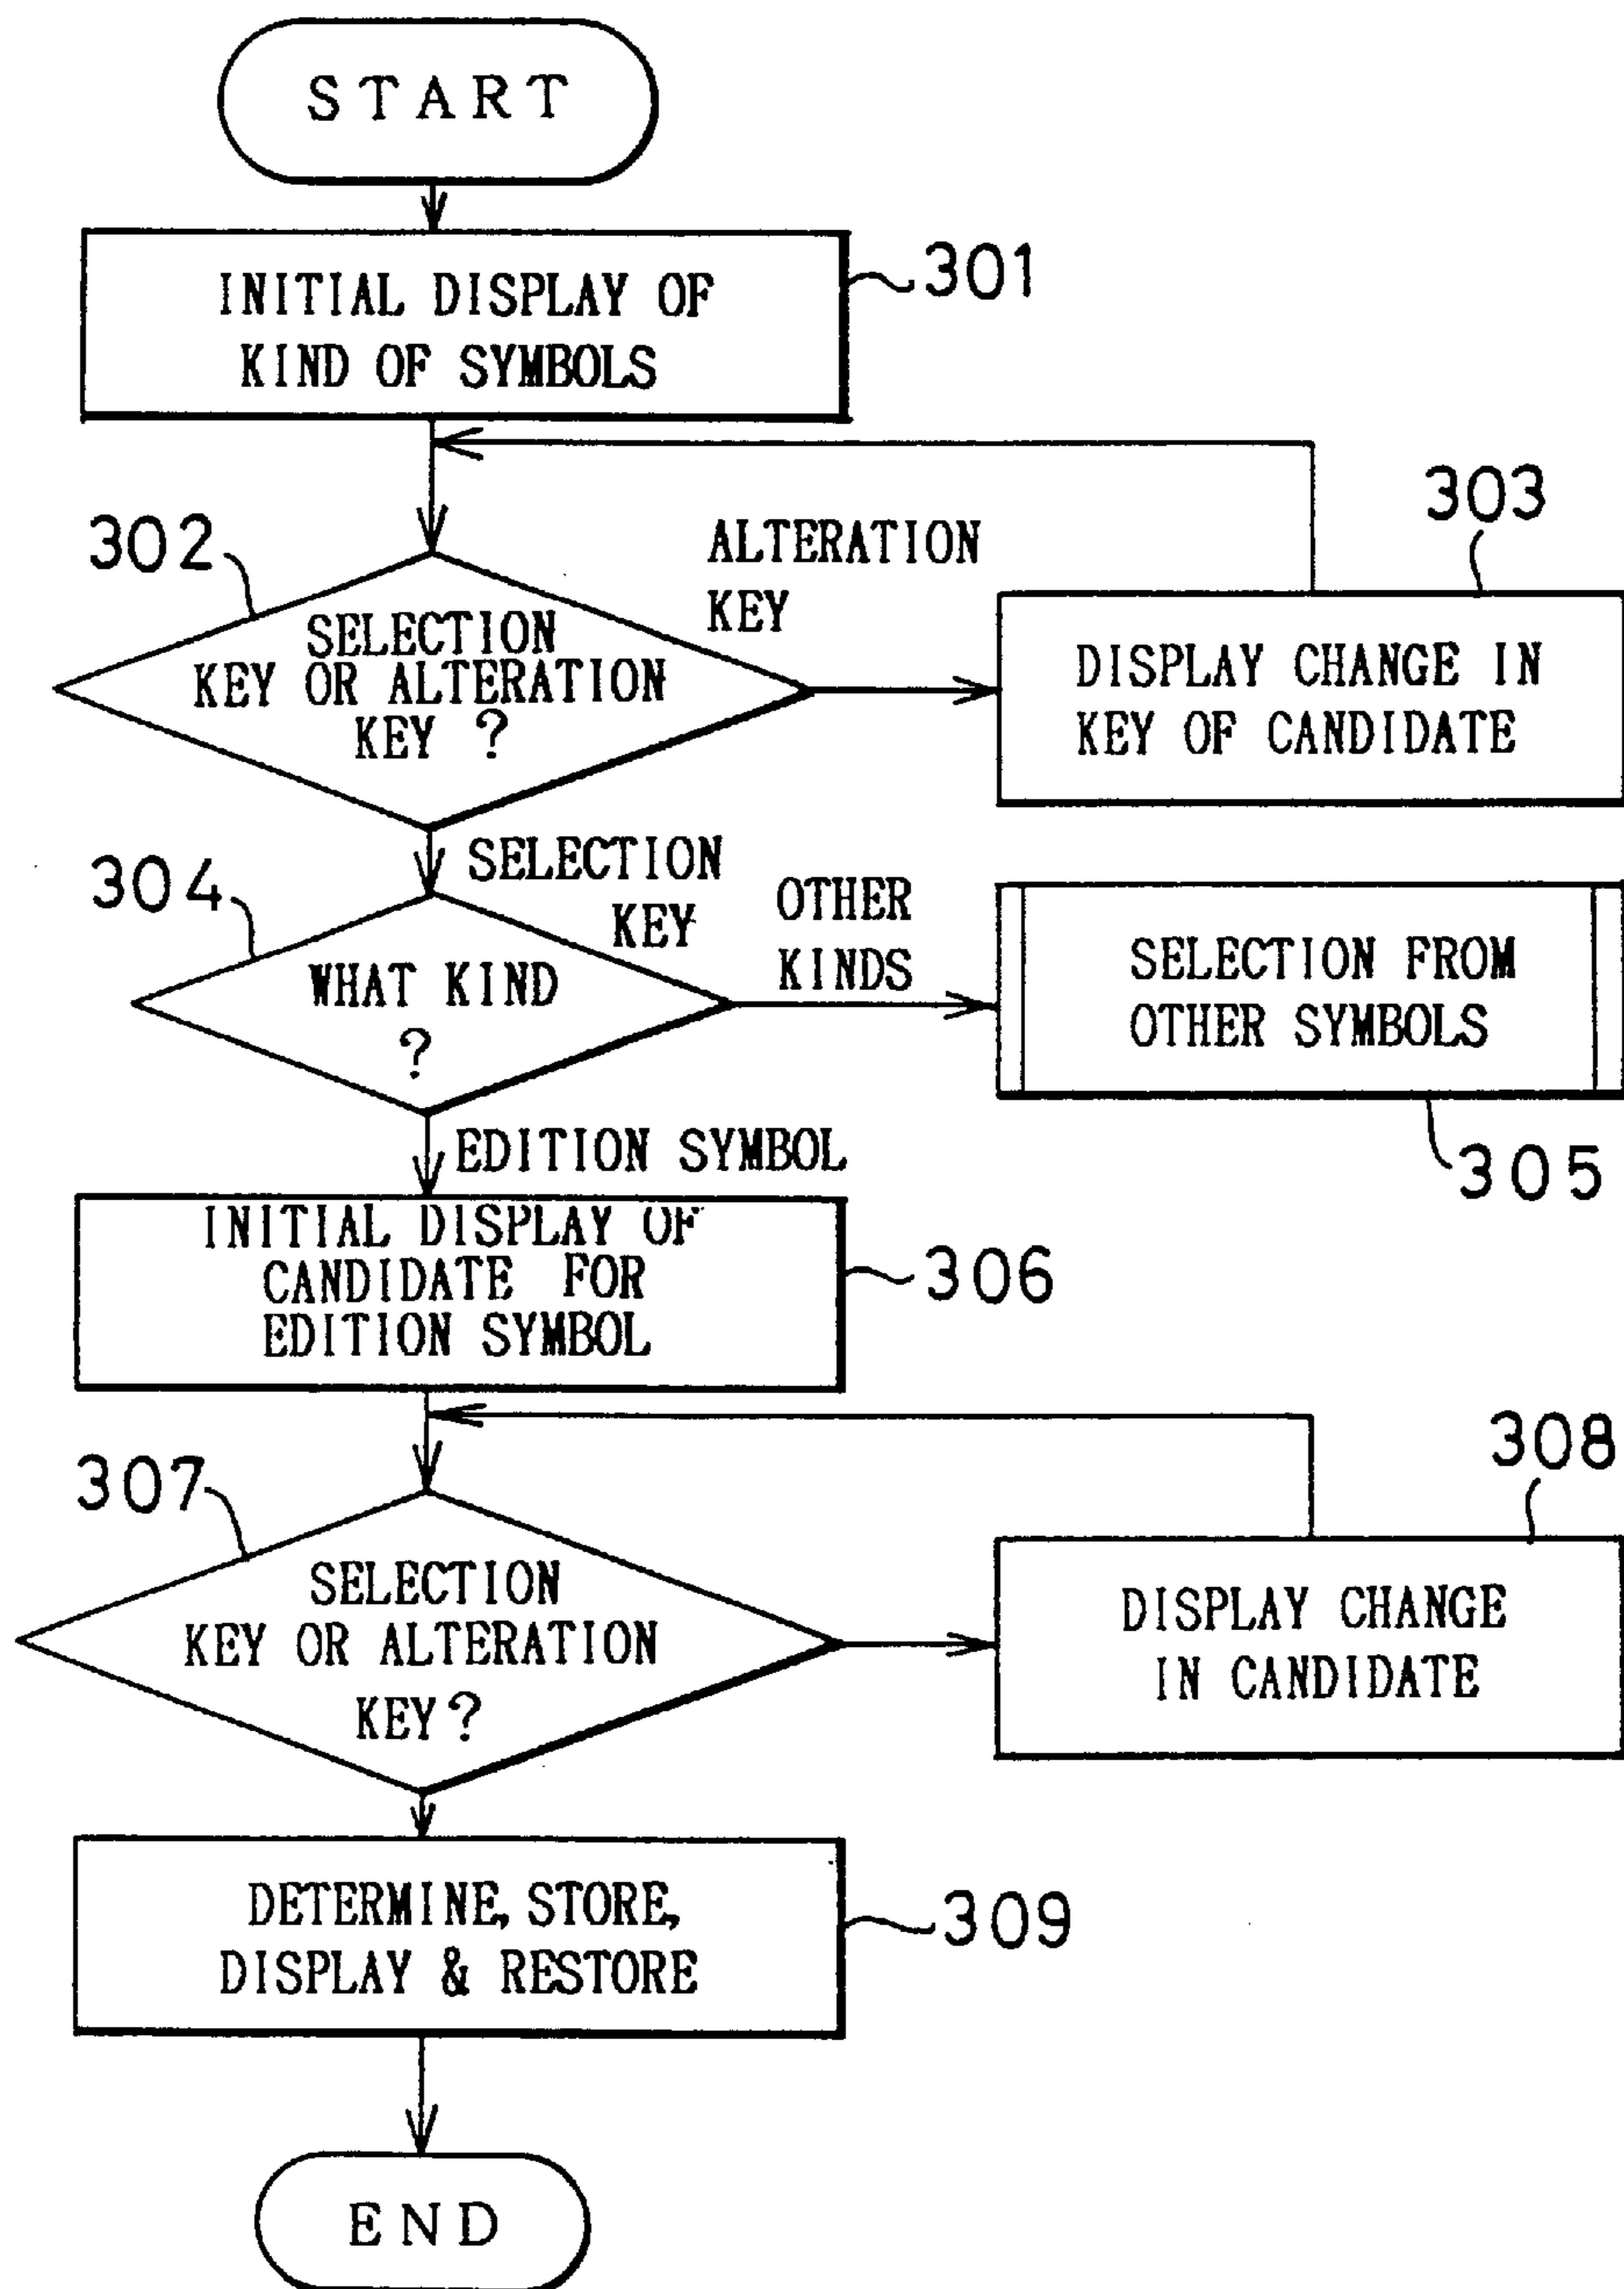 START
INITIAL DISPLAY OF
KIND OF SYMBOLS
301
302
SELECTION
KEY OR ALTERATION
KEY ?
ALTERATION
KEY
303
DISPLAY CHANGE IN
KEY OF CANDIDATE
SELECTION
KEY
304
WHAT KIND
?
OTHER
KINDS
SELECTION FROM
OTHER SYMBOLS
305
EDITION SYMBOL
INITIAL DISPLAY OF
CANDIDATE FOR
EDITION SYMBOL
306
307
SELECTION
KEY OR ALTERATION
KEY?
308
DISPLAY CHANGE
IN CANDIDATE
DETERMINE, STORE,
DISPLAY & RESTORE
309
END